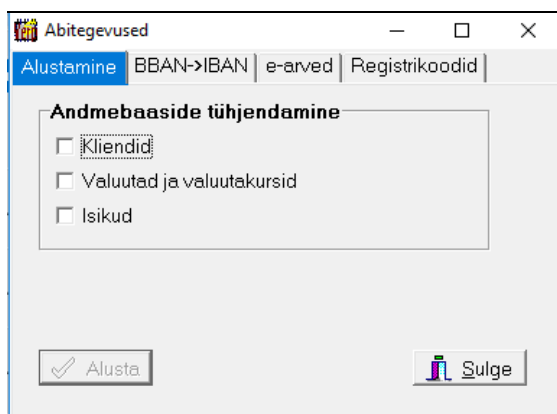 Abitegevused
Alustamine BBAN->IBAN e-arved Registrikoodid
Andmebaaside tühjendamine
Kliendid
Valuutad ja valuutakursid
Isikud
Alusta Sulge